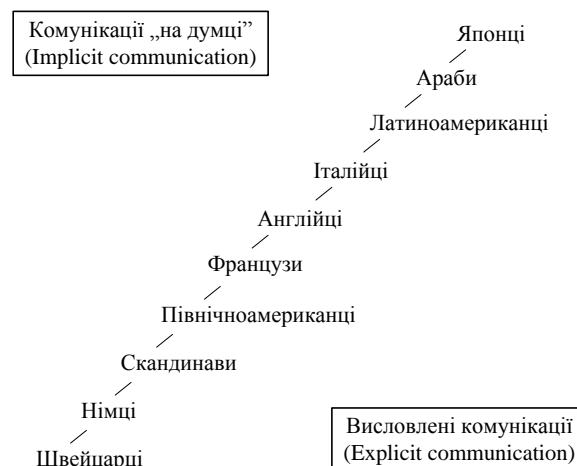 Комунікації „на думці”
(Implicit communication)
Японці
Араби
Латиноамериканці
Італійці
Англійці
Французи
Північноамериканці
Скандинави
Німці
Швейцарці
Висловлені комунікації
(Explicit communication)